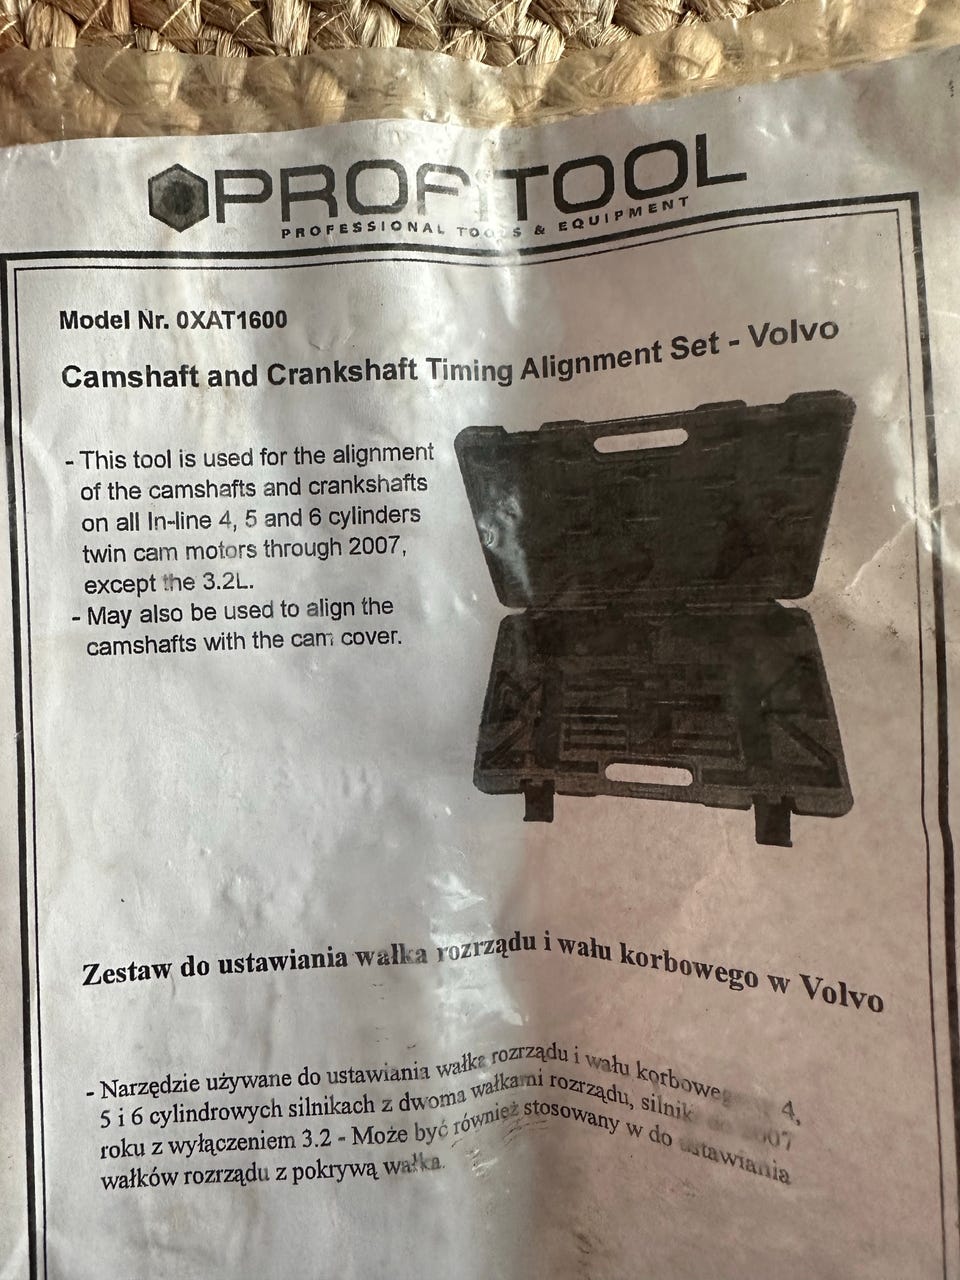 PROFITOOL
PROFESSIONAL TOOLS & EQUIPMENT
Model Nr. 0XAT1600
Camshaft and Crankshaft Timing Alignment Set - Volvo
- This tool is used for the alignment
of the camshafts and crankshafts
on all In-line 4, 5 and 6 cylinders
twin cam motors through 2007,
except the 3.2L.
- May also be used to align the
camshafts with the cam cover.
Zestaw do ustawiania wałka rozrządu i wału korbowego w Volvo
- Narzędzie używane do ustawiania wałka rozrządu i wału 4,
5 i 6 cylindrowych silnikach z dwoma wałkami rozrządu,
roku z wyłączeniem 3.2 - Może być również stosowany w do ustawiania
wałków rozrządu z pokrywą wałka.